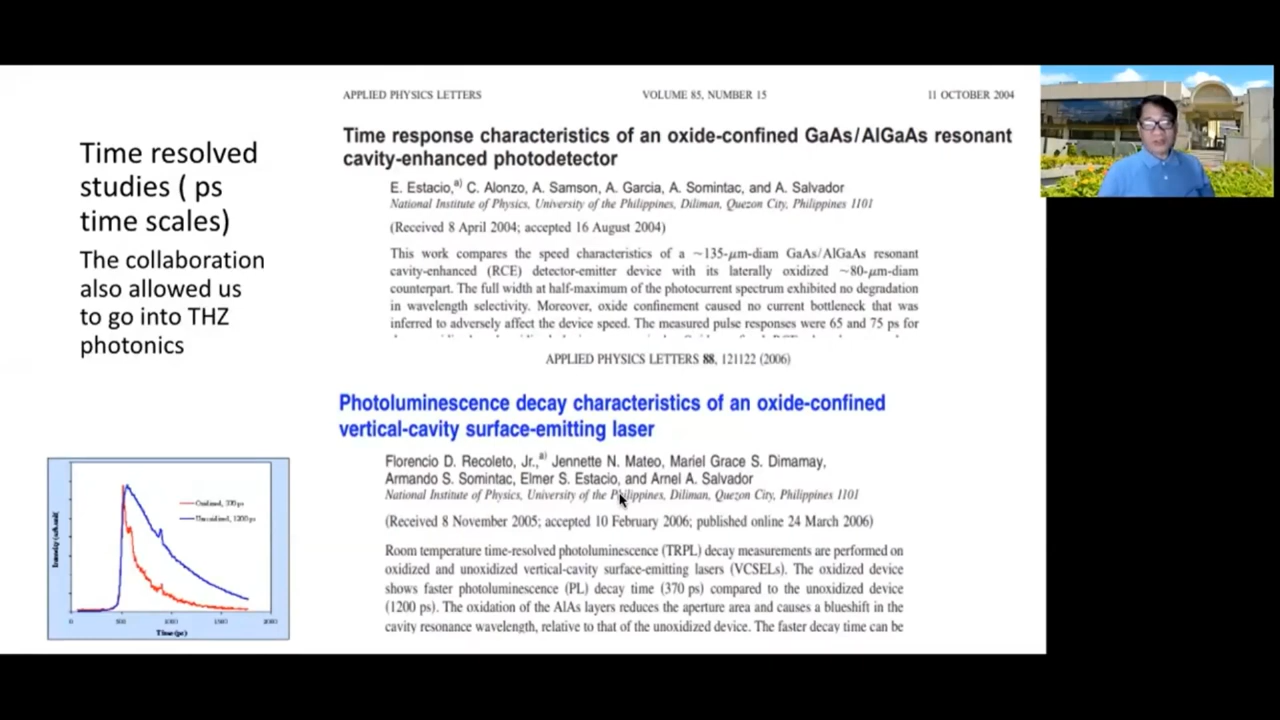 Time resolved
studies ( ps
time scales)
The collaboration
also allowed us
to go into THZ
photonics
APPLIED PHYSICS LETTERS VOLUME 85, NUMBER 15 11 OCTOBER 2004
Time response characteristics of an oxide-confined GaAs/AlGaAs resonant
cavity-enhanced photodetector
E. Estacio,a) C. Alonzo, A. Samson, A. Garcia, A. Somintac, and A. Salvador
National Institute of Physics, University of the Philippines, Diliman, Quezon City, Philippines 1101
(Received 8 April 2004; accepted 16 August 2004)
This work compares the speed characteristics of a ~135-μm-diam GaAs/AlGaAs resonant
cavity-enhanced (RCE) detector-emitter device with its laterally oxidized ~80-μm-diam
counterpart. The full width at half-maximum of the photocurrent spectrum exhibited no degradation
in wavelength selectivity. Moreover, oxide confinement caused no current bottleneck that was
inferred to adversely affect the device speed. The measured pulse responses were 65 and 75 ps for
APPLIED PHYSICS LETTERS 88, 121122 (2006)
Photoluminescence decay characteristics of an oxide-confined
vertical-cavity surface-emitting laser
Florencio D. Recoleto, Jr.,a) Jennette N. Mateo, Mariel Grace S. Dimamay,
Armando S. Somintac, Elmer S. Estacio, and Arnel A. Salvador
National Institute of Physics, University of the Philippines, Diliman, Quezon City, Philippines 1101
(Received 8 November 2005; accepted 10 February 2006; published online 24 March 2006)
Room temperature time-resolved photoluminescence (TRPL) decay measurements are performed on
oxidized and unoxidized vertical-cavity surface-emitting lasers (VCSELs). The oxidized device
shows faster photoluminescence (PL) decay time (370 ps) compared to the unoxidized device
(1200 ps). The oxidation of the AlAs layers reduces the aperture area and causes a blueshift in the
cavity resonance wavelength, relative to that of the unoxidized device. The faster decay time can be
Oxidized, 370 ps
Unoxidized, 1200 ps
0 500 1000 1500 2000
Time (ps)